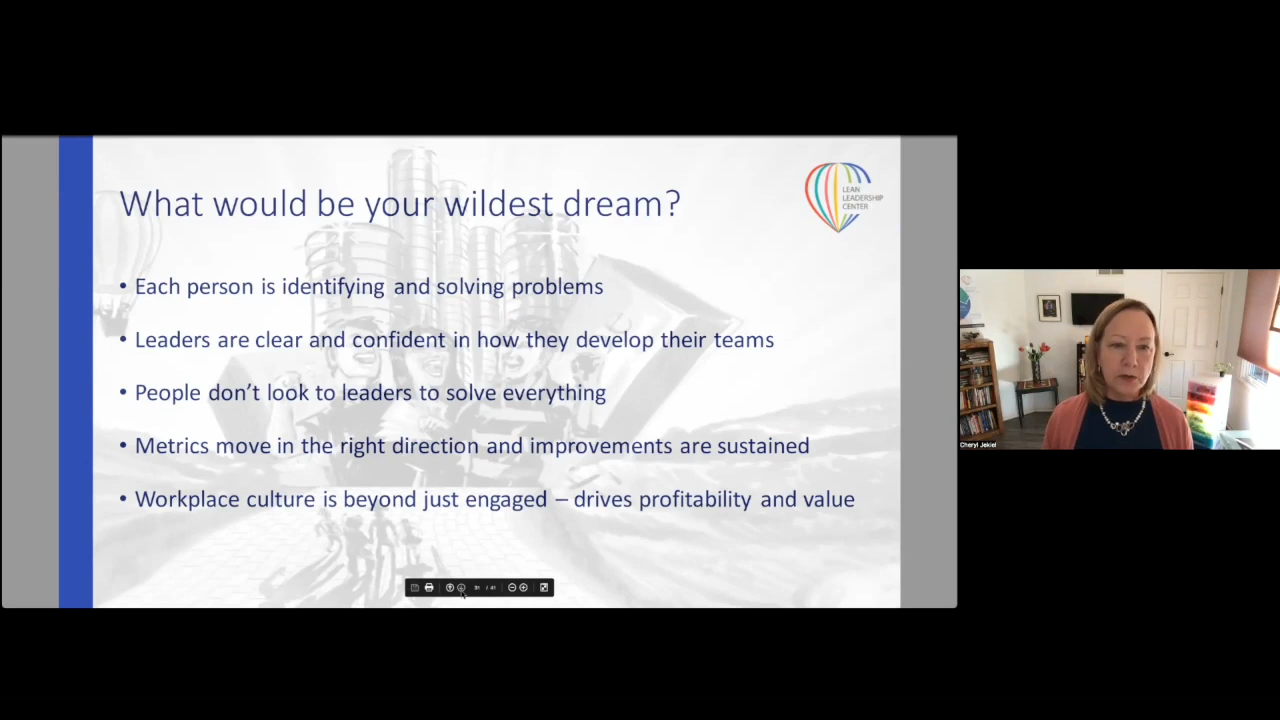 What would be your wildest dream?
LEAN
LEADERSHIP
CENTER
• Each person is identifying and solving problems
• Leaders are clear and confident in how they develop their teams
• People don’t look to leaders to solve everything
• Metrics move in the right direction and improvements are sustained
• Workplace culture is beyond just engaged – drives profitability and value
31 / 41
Cheryl Jekiel